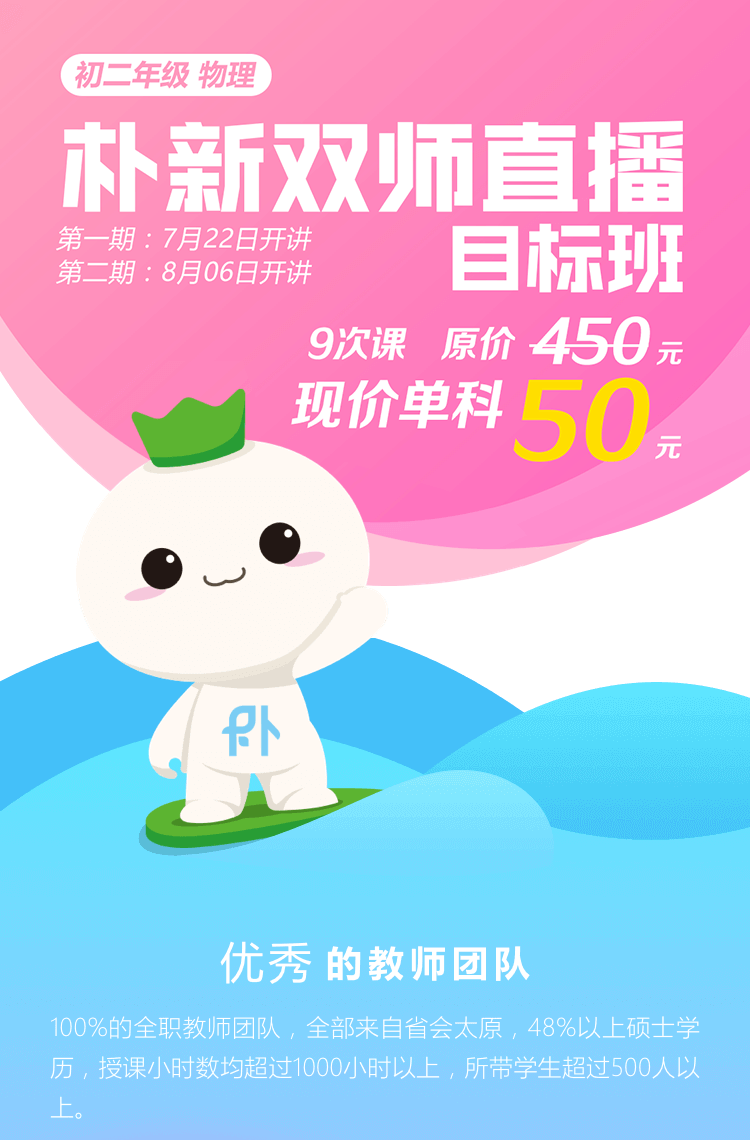 初二年级 物理
朴新双师直播
目标班
第一期：7月22日开讲
第二期：8月06日开讲
9次课 原价 450 元
现价单科 50 元
朴
优秀 的教师团队
100%的全职教师团队，全部来自省会太原，48%以上硕士学
历，授课小时数均超过1000小时以上，所带学生超过500人以
上。